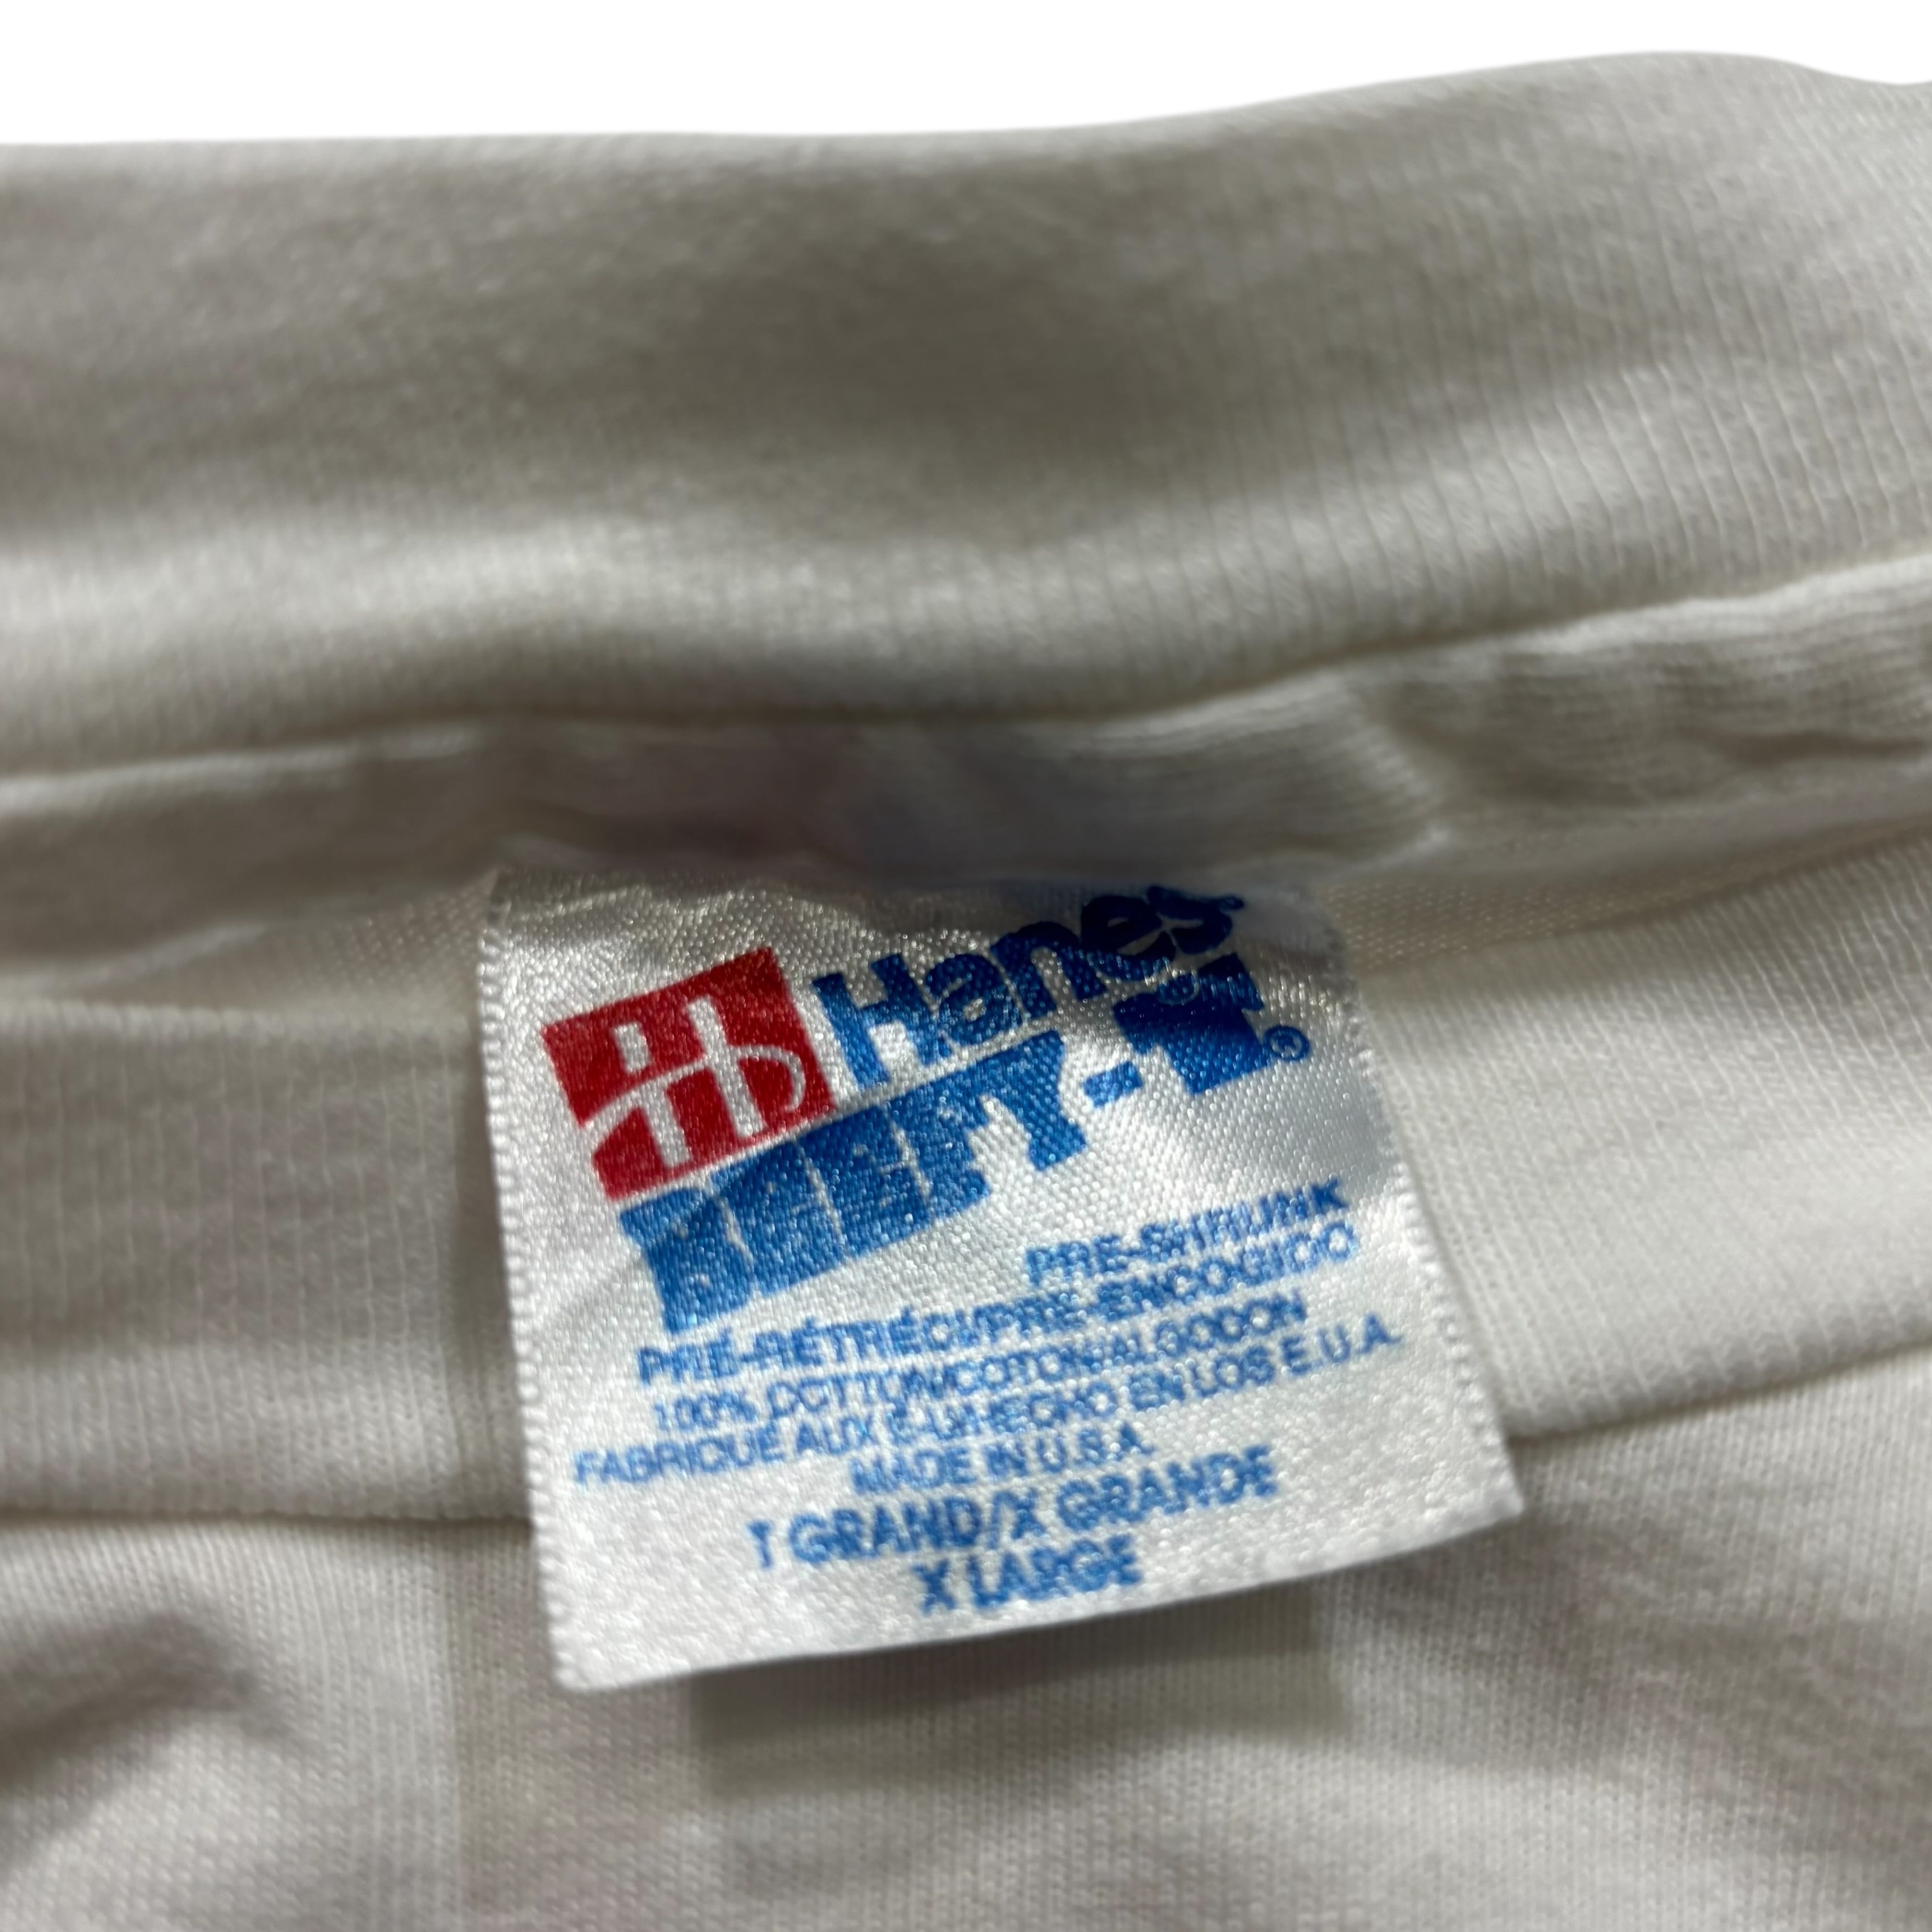 Hanes®
BEEFY-T®
PRE-SHRUNK
PRÉ-RÉTRÉCI/PRE-ENCOGIDO
100% COTTON/COTON/ALGODON
FABRIQUÉ AUX É.-U./HECHO EN LOS E.U.A.
MADE IN U.S.A.
T GRAND/X GRANDE
X LARGE